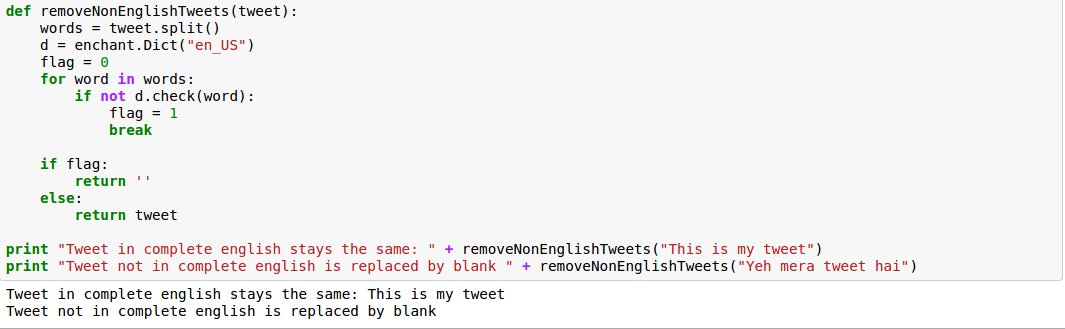 def removeNonEnglishTweets(tweet):
    words = tweet.split()
    d = enchant.Dict("en_US")
    flag = 0
    for word in words:
        if not d.check(word):
            flag = 1
            break

    if flag:
        return ''
    else:
        return tweet

print "Tweet in complete english stays the same: " + removeNonEnglishTweets("This is my tweet")
print "Tweet not in complete english is replaced by blank " + removeNonEnglishTweets("Yeh mera tweet hai")
Tweet in complete english stays the same: This is my tweet
Tweet not in complete english is replaced by blank